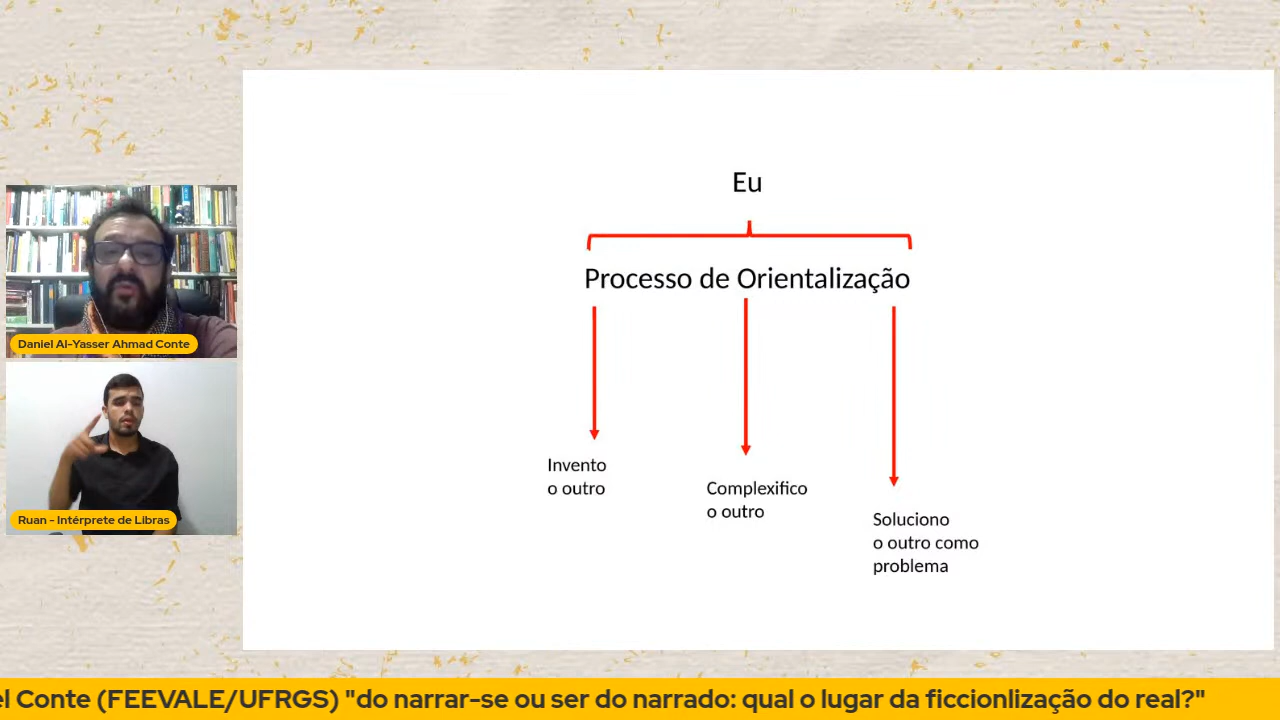 Eu
Processo de Orientalização
Invento
o outro
Complexifico
o outro
Soluciono
o outro como
problema
Daniel Al-Yasser Ahmad Conte
Ruan - Intérprete de Libras
el Conte (FEEVALE/UFRGS) "do narrar-se ou ser do narrado: qual o lugar da ficcionlização do real?"